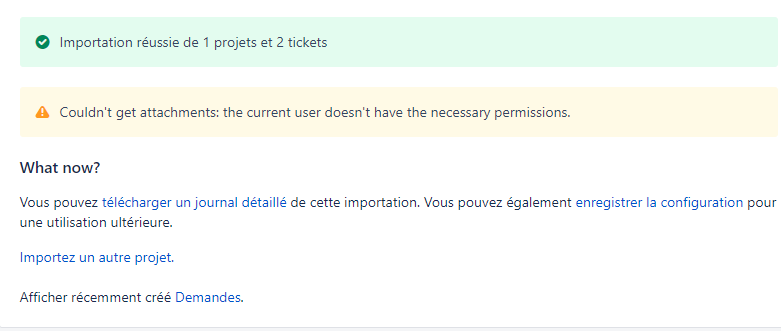 Importation réussie de 1 projets et 2 tickets
Couldn't get attachments: the current user doesn't have the necessary permissions.
What now?
Vous pouvez télécharger un journal détaillé de cette importation. Vous pouvez également enregistrer la configuration pour
une utilisation ultérieure.
Importez un autre projet.
Afficher récemment créé Demandes.